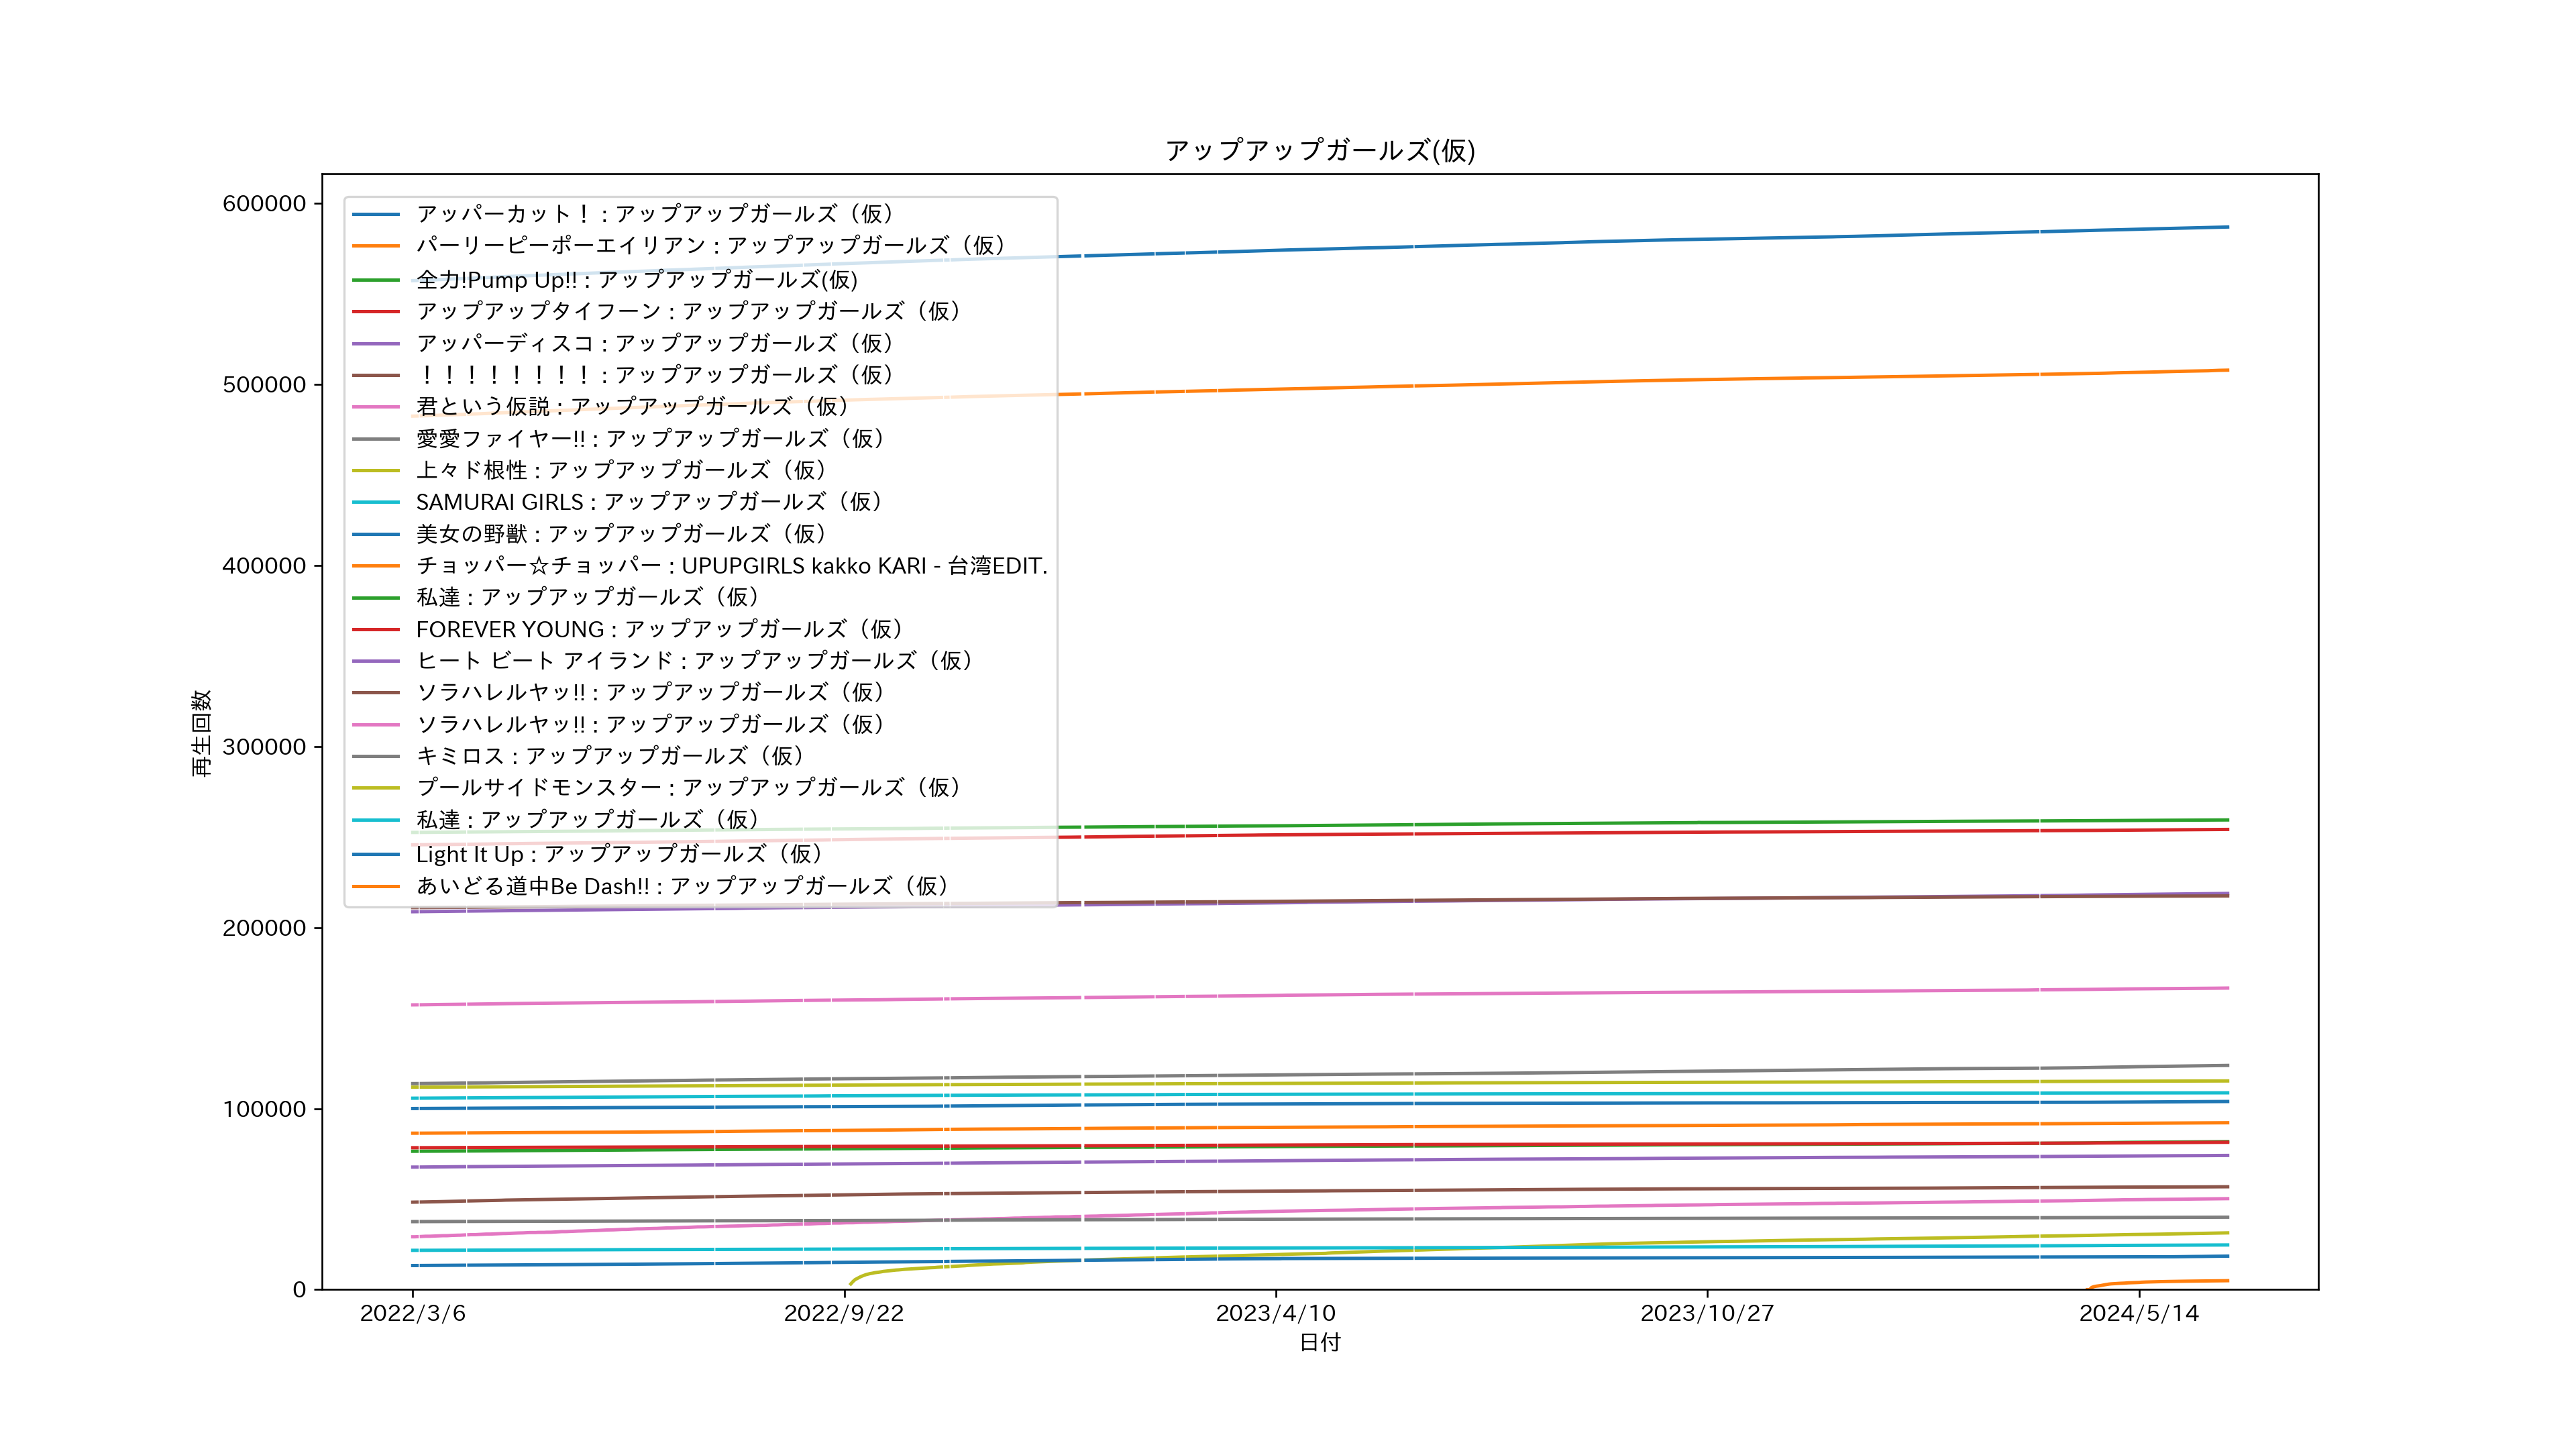 アップアップガールズ(仮)
600000
500000
400000
300000
200000
100000
0
再生回数
アッパーカット！ : アップアップガールズ（仮）
パーリーピーポーエイリアン : アップアップガールズ（仮）
全力!Pump Up!! : アップアップガールズ(仮)
アップアップタイフーン : アップアップガールズ（仮）
アッパーディスコ : アップアップガールズ（仮）
！！！！！！！！ : アップアップガールズ（仮）
君という仮説 : アップアップガールズ（仮）
愛愛ファイヤー!! : アップアップガールズ（仮）
上々ド根性 : アップアップガールズ（仮）
SAMURAI GIRLS : アップアップガールズ（仮）
美女の野獣 : アップアップガールズ（仮）
チョッパー☆チョッパー : UPUPGIRLS kakko KARI - 台湾EDIT.
私達 : アップアップガールズ（仮）
FOREVER YOUNG : アップアップガールズ（仮）
ヒート ビート アイランド : アップアップガールズ（仮）
ソラハレルヤッ!! : アップアップガールズ（仮）
ソラハレルヤッ!! : アップアップガールズ（仮）
キミロス : アップアップガールズ（仮）
プールサイドモンスター : アップアップガールズ（仮）
私達 : アップアップガールズ（仮）
Light It Up : アップアップガールズ（仮）
あいどる道中Be Dash!! : アップアップガールズ（仮）
2022/3/6 2022/9/22 2023/4/10 2023/10/27 2024/5/14
日付